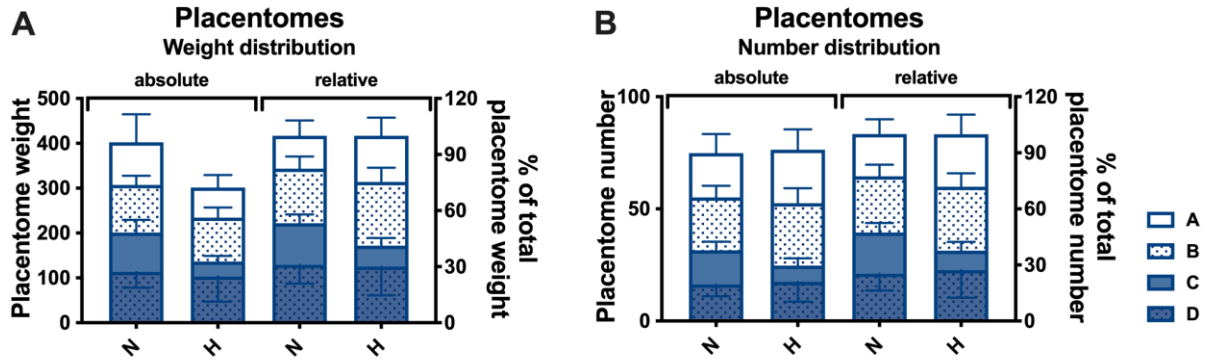 A
Placentomes
Weight distribution
absolute relative
Placentome weight
500
400
300
200
100
0
120
90
60
30
0
% of total
placentome weight
N H N H
B
Placentomes
Number distribution
absolute relative
Placentome number
100
50
0
120
90
60
30
0
% of total
placentome number
N H N H
A
B
C
D